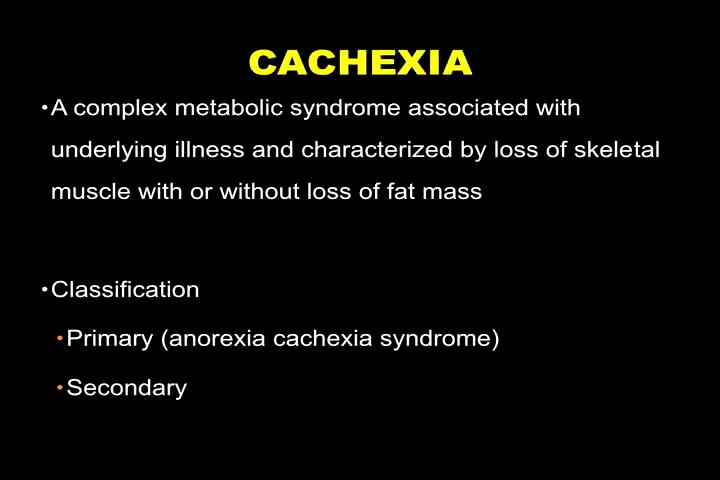 CACHEXIA
•A complex metabolic syndrome associated with
underlying illness and characterized by loss of skeletal
muscle with or without loss of fat mass
•Classification
•Primary (anorexia cachexia syndrome)
•Secondary